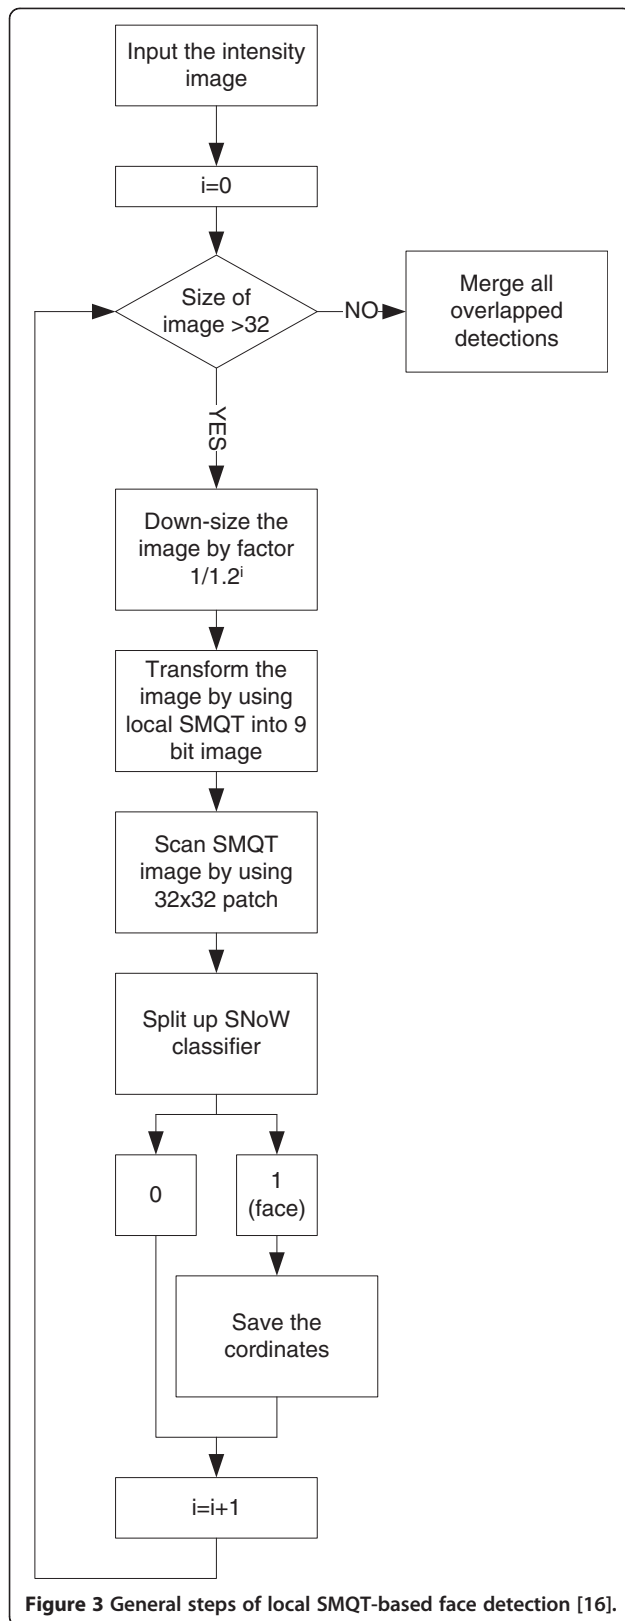 Input the intensity
image
i=0
Size of
image >32
NO
Merge all
overlapped
detections
YES
Down-size the
image by factor
1/1.2ⁱ
Transform the
image by using
local SMQT into 9
bit image
Scan SMQT
image by using
32x32 patch
Split up SNoW
classifier
0
1
(face)
Save the
cordinates
i=i+1
Figure 3 General steps of local SMQT-based face detection [16].